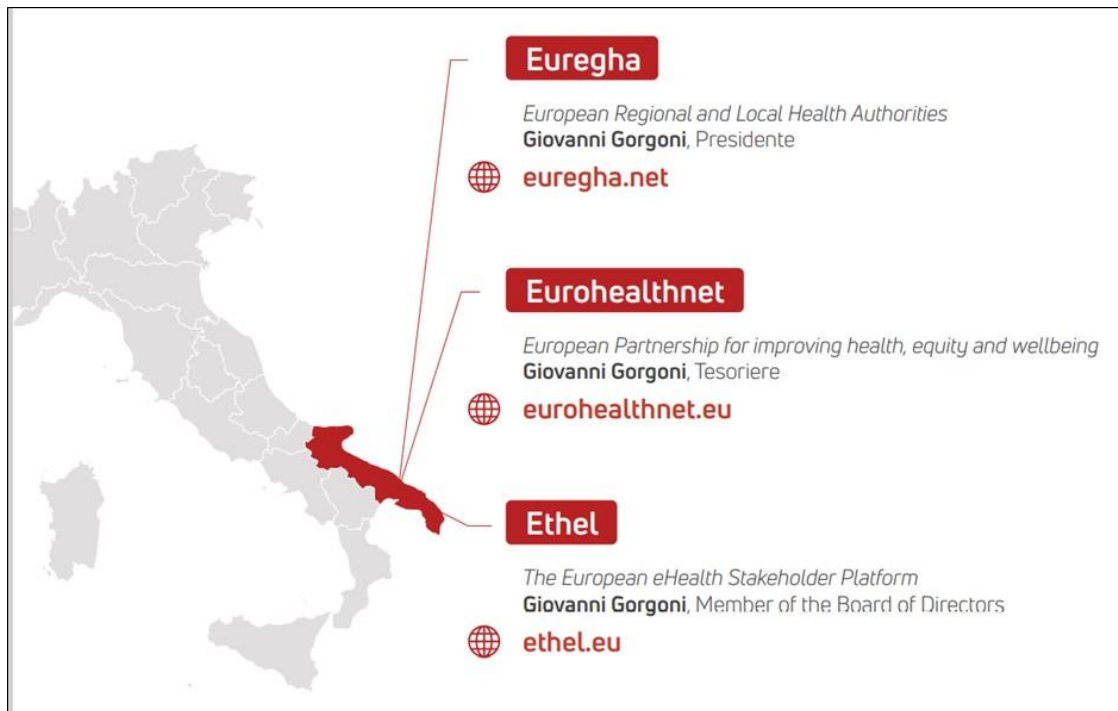 Euregha
European Regional and Local Health Authorities
Giovanni Gorgoni, Presidente
euregha.net
Eurohealthnet
European Partnership for improving health, equity and wellbeing
Giovanni Gorgoni, Tesoriere
eurohealthnet.eu
Ethel
The European eHealth Stakeholder Platform
Giovanni Gorgoni, Member of the Board of Directors
ethel.eu